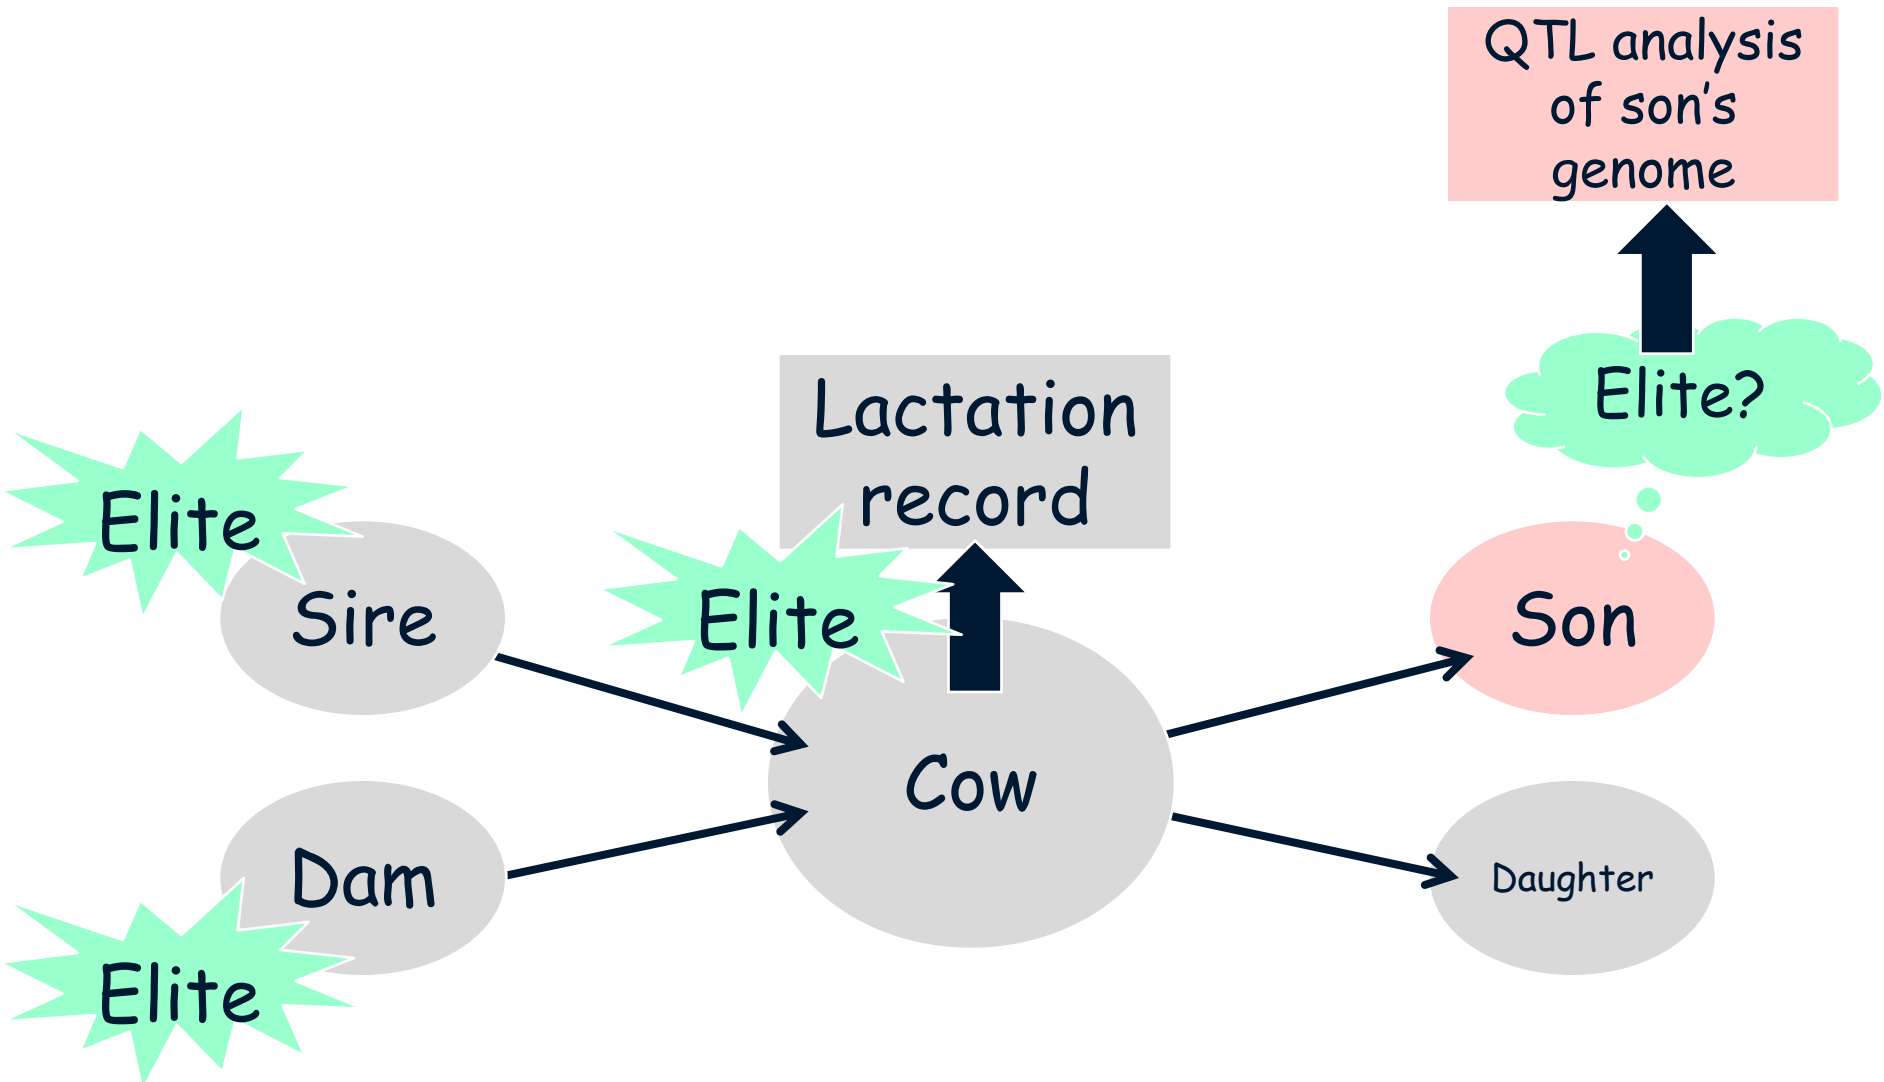 QTL analysis
of son's
genome
Elite?
Lactation
record
Elite
Sire
Elite
Son
Cow
Dam
Elite
Daughter